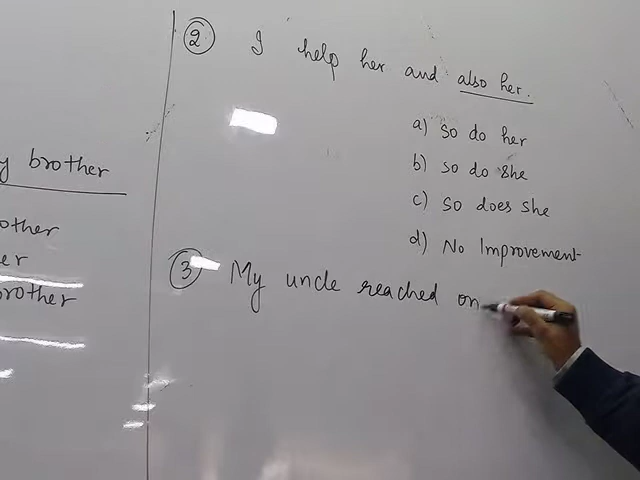 y brother
other
er
rother
② I help her and also her.
a) so do her
b) so do she
c) so does she
d) No Improvement
③ My uncle reached on